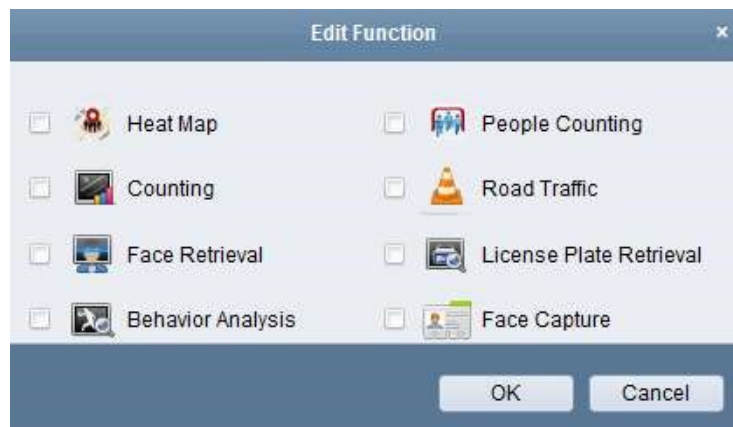 Edit Function ×
Heat Map People Counting
Counting Road Traffic
Face Retrieval License Plate Retrieval
Behavior Analysis Face Capture
OK Cancel